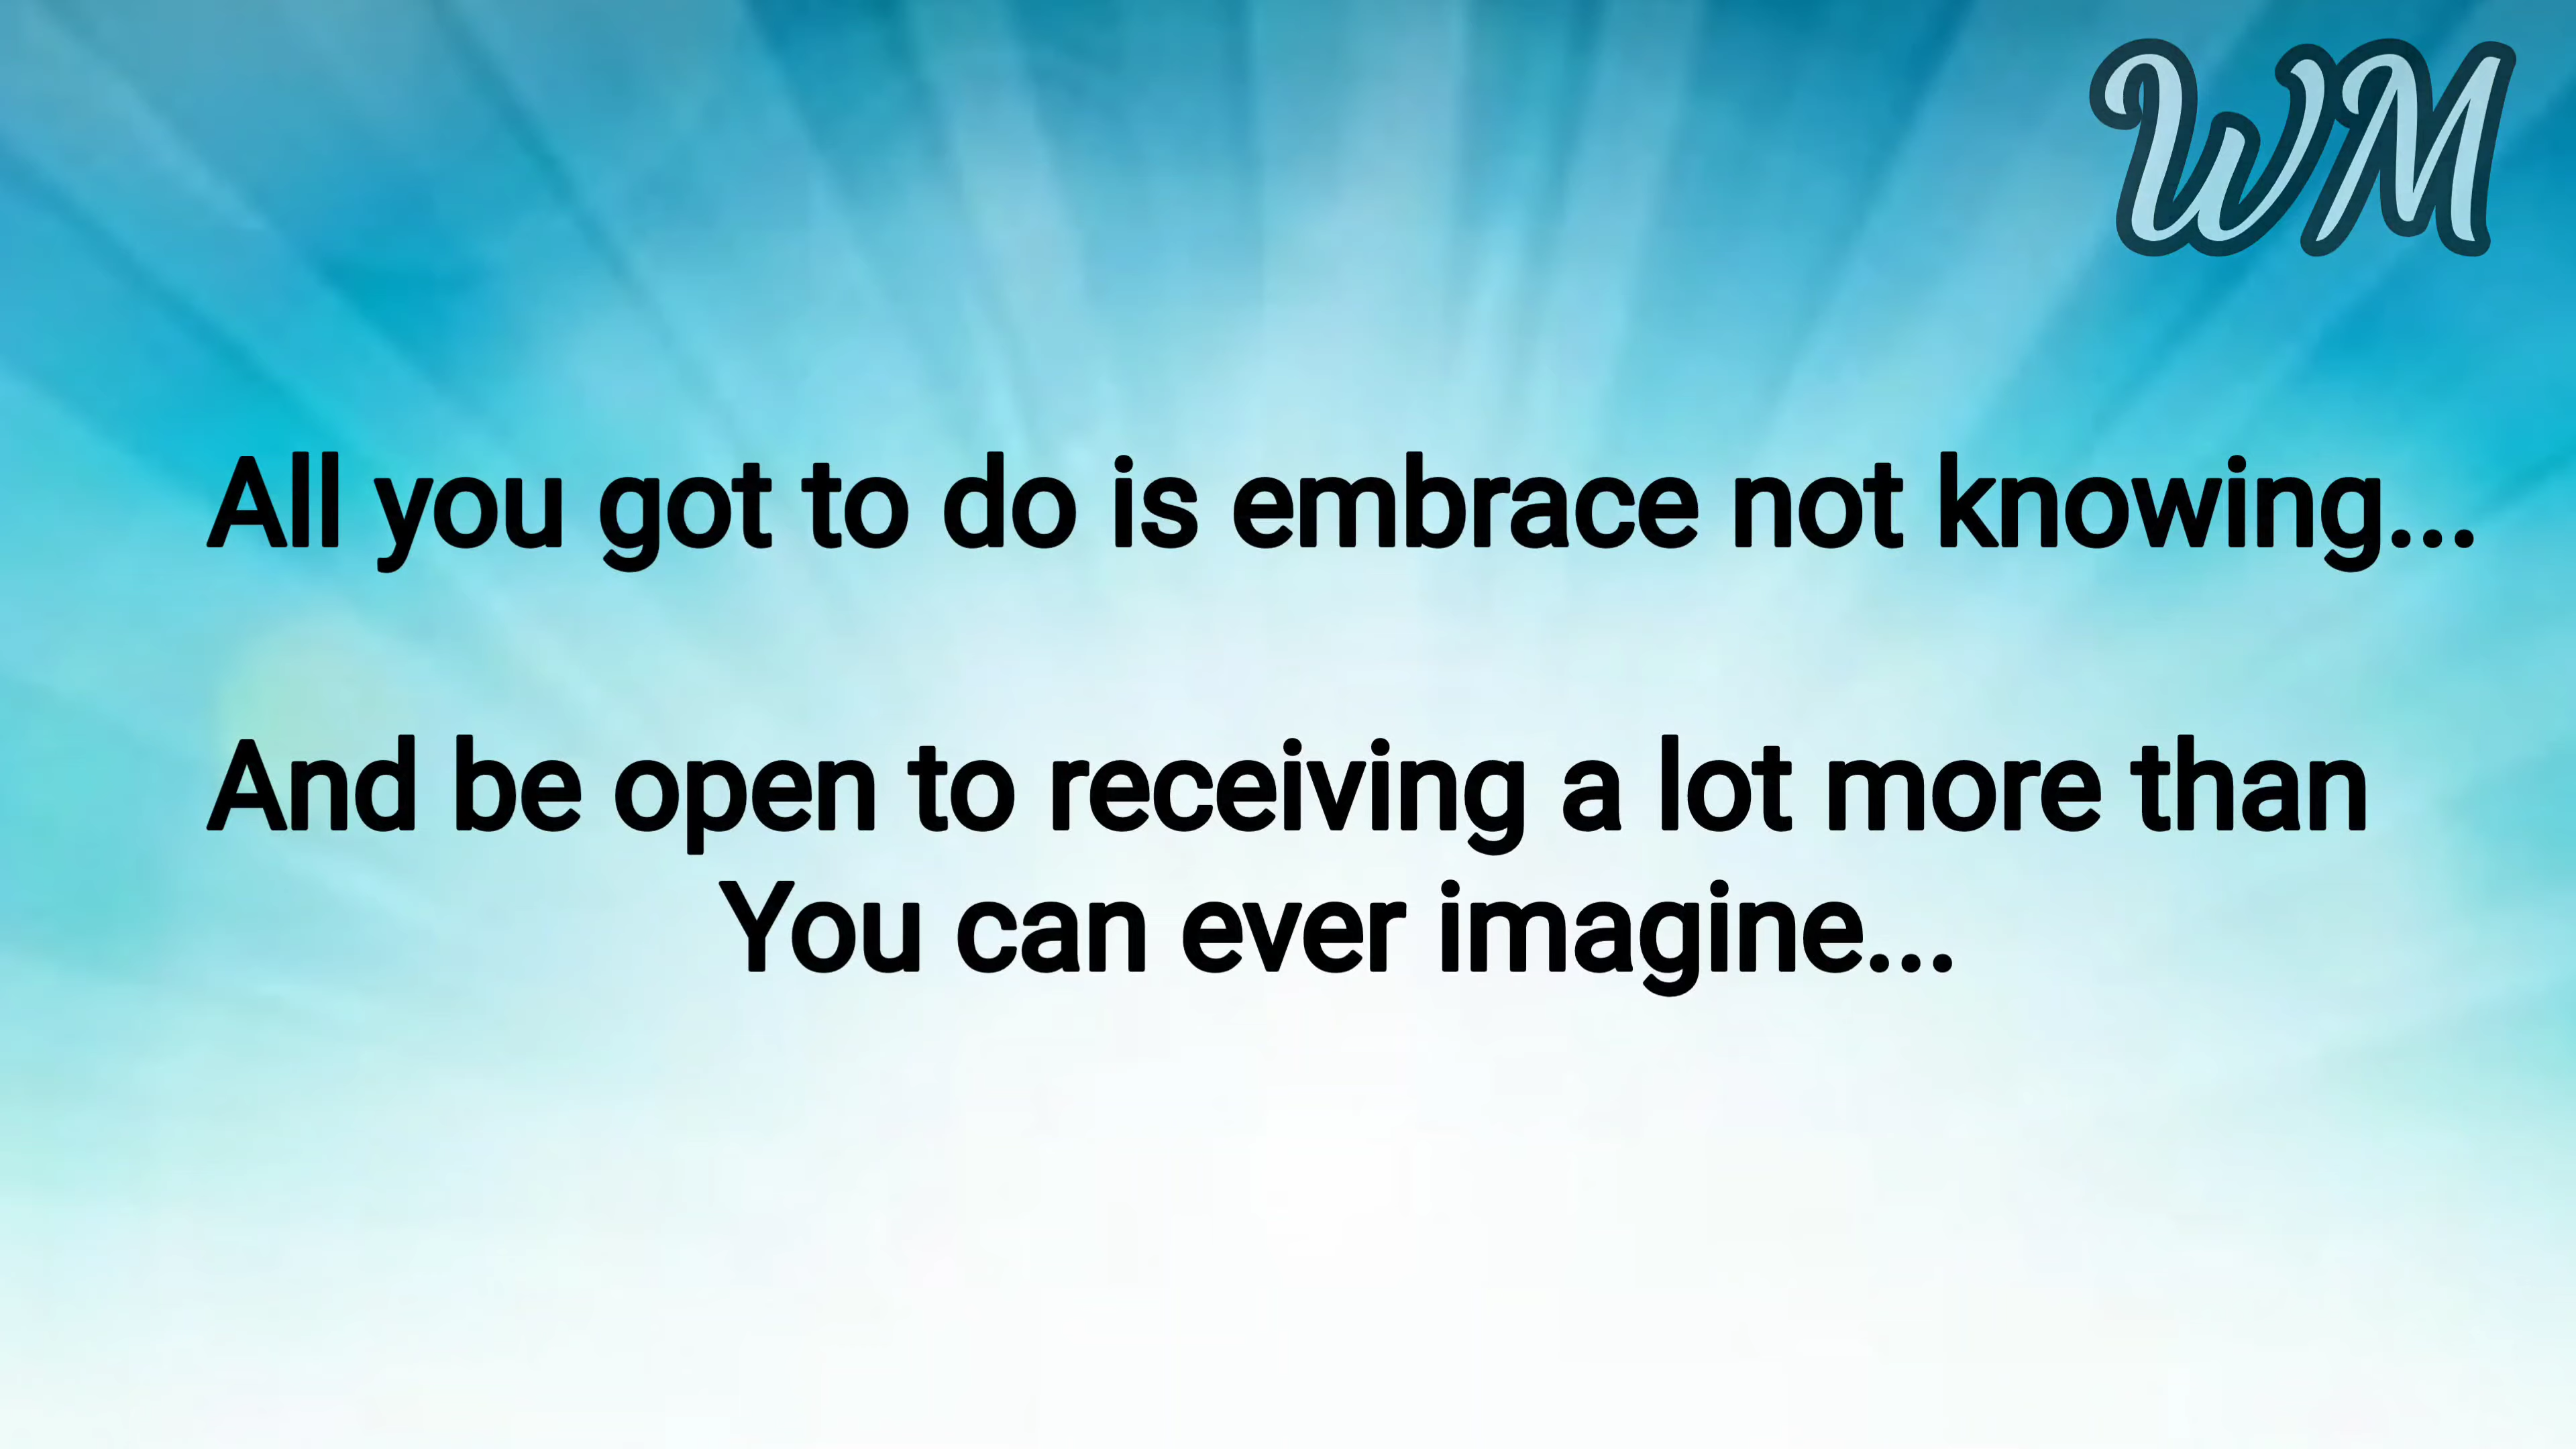 WM
All you got to do is embrace not knowing...
And be open to receiving a lot more than
You can ever imagine...